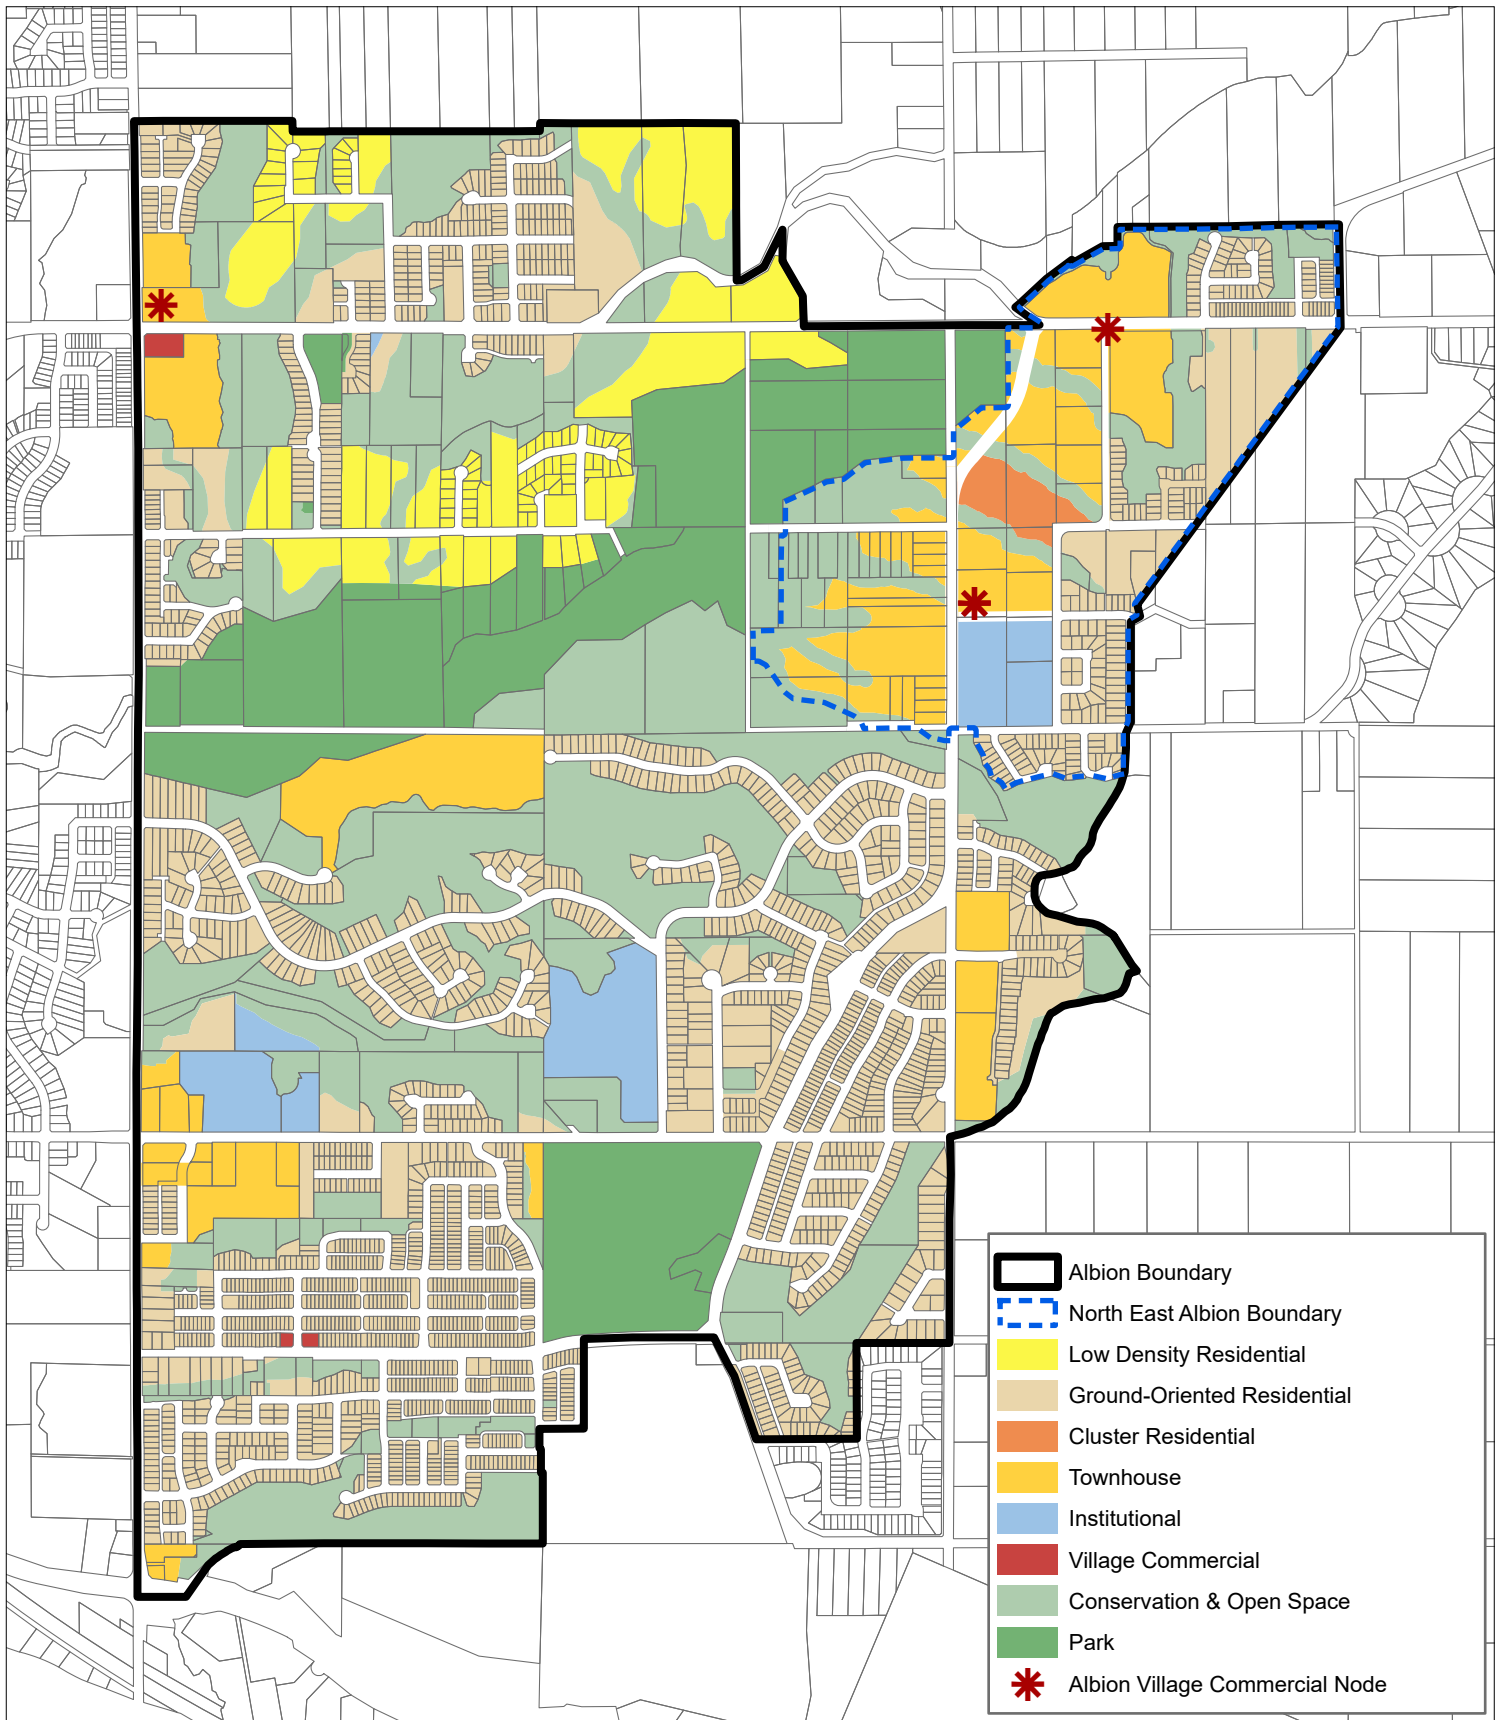 Albion Boundary
North East Albion Boundary
Low Density Residential
Ground-Oriented Residential
Cluster Residential
Townhouse
Institutional
Village Commercial
Conservation & Open Space
Park
Albion Village Commercial Node